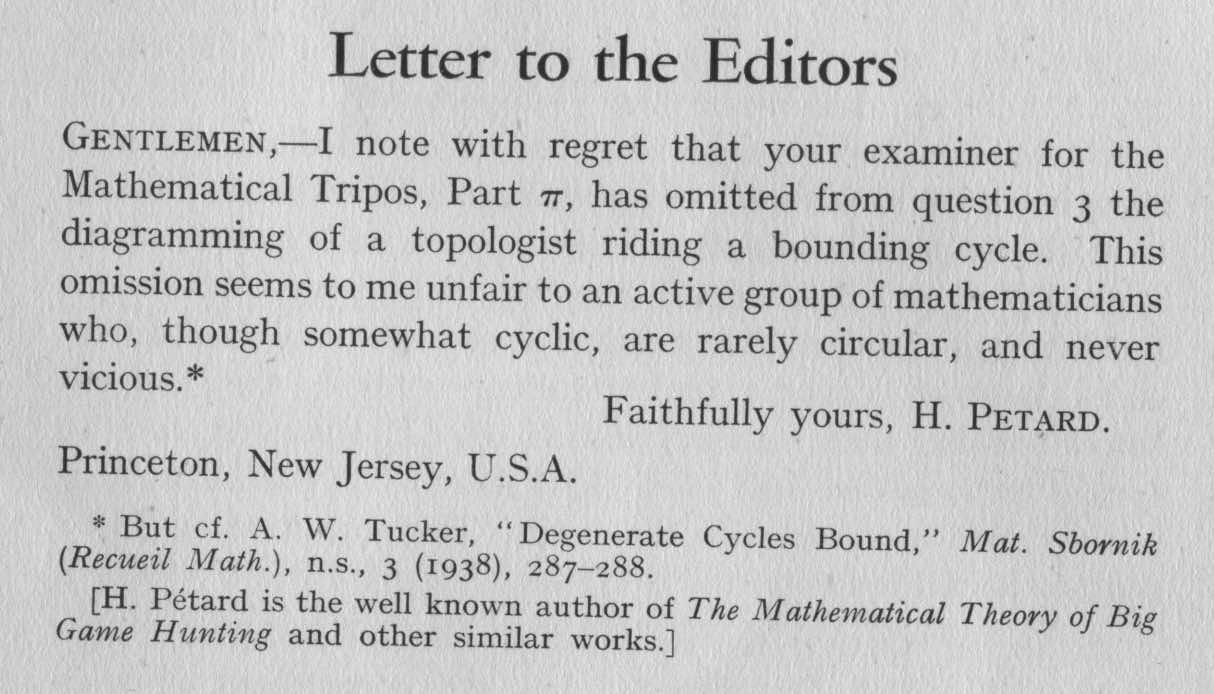 Letter to the Editors
GENTLEMEN,—I note with regret that your examiner for the
Mathematical Tripos, Part π, has omitted from question 3 the
diagramming of a topologist riding a bounding cycle. This
omission seems to me unfair to an active group of mathematicians
who, though somewhat cyclic, are rarely circular, and never
vicious.*
Faithfully yours, H. PETARD.
Princeton, New Jersey, U.S.A.
* But cf. A. W. Tucker, “Degenerate Cycles Bound,” Mat. Sbornik
(Recueil Math.), n.s., 3 (1938), 287–288.
[H. Pétard is the well known author of The Mathematical Theory of Big
Game Hunting and other similar works.]